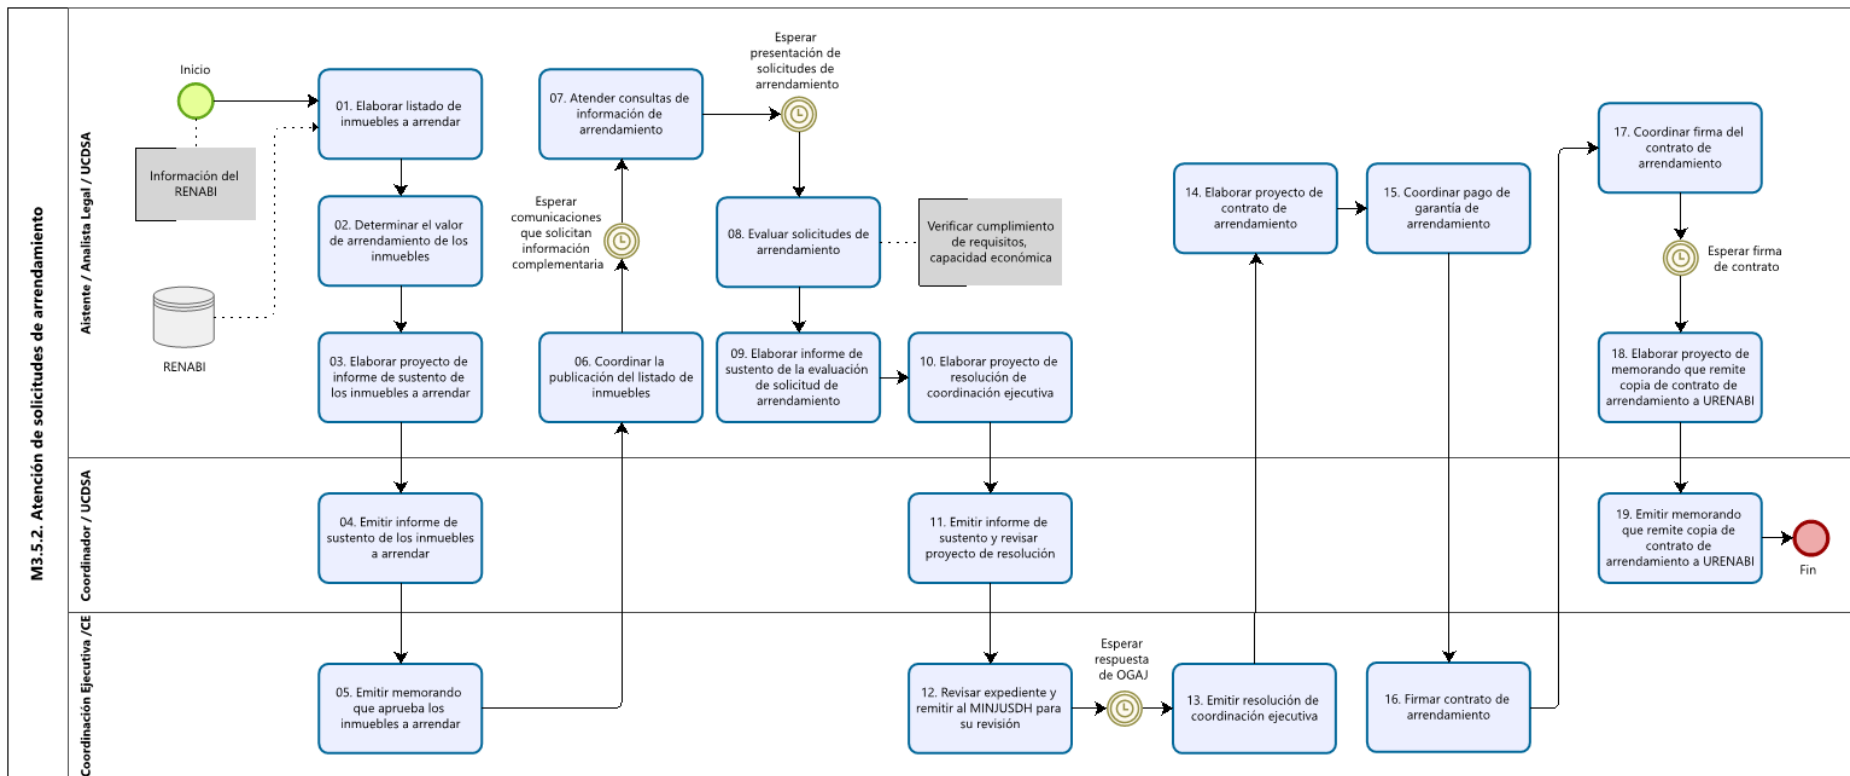 M3.5.2. Atención de solicitudes de arrendamiento
Aistente / Analista Legal / UCDSA
Inicio
Información del
RENABI
RENABI
01. Elaborar listado de
inmuebles a arrendar
02. Determinar el valor
de arrendamiento de los
inmuebles
03. Elaborar proyecto de
informe de sustento de
los inmuebles a arrendar
Esperar
comunicaciones
que solicitan
información
complementaria
06. Coordinar la
publicación del listado de
inmuebles
07. Atender consultas de
información de
arrendamiento
Esperar
presentación de
solicitudes de
arrendamiento
08. Evaluar solicitudes de
arrendamiento
Verificar cumplimiento
de requisitos,
capacidad económica
09. Elaborar informe de
sustento de la evaluación
de solicitud de
arrendamiento
10. Elaborar proyecto de
resolución de
coordinación ejecutiva
14. Elaborar proyecto de
contrato de
arrendamiento
15. Coordinar pago de
garantía de
arrendamiento
17. Coordinar firma del
contrato de
arrendamiento
Esperar firma
de contrato
18. Elaborar proyecto de
memorando que remite
copia de contrato de
arrendamiento a URENABI
Coordinador / UCDSA
04. Emitir informe de
sustento de los inmuebles
a arrendar
11. Emitir informe de
sustento y revisar
proyecto de resolución
19. Emitir memorando
que remite copia de
contrato de
arrendamiento a URENABI
Fin
Coordinación Ejecutiva /CE
05. Emitir memorando
que aprueba los
inmuebles a arrendar
12. Revisar expediente y
remitir al MINJUSDH para
su revisión
Esperar
respuesta
de OGAJ
13. Emitir resolución de
coordinación ejecutiva
16. Firmar contrato de
arrendamiento